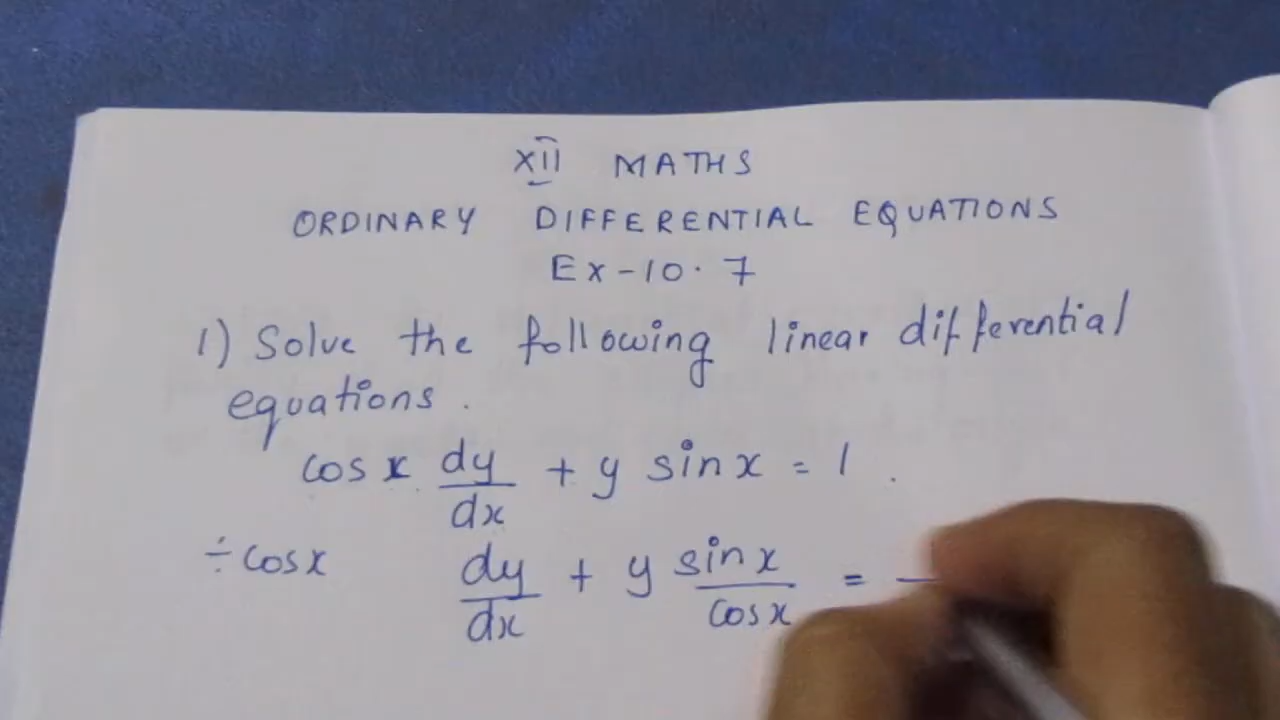 XII MATHS
ORDINARY DIFFERENTIAL EQUATIONS
Ex-10.7
1) Solve the following linear differential
equations.
cos x dy/dx + y sin x = 1.
÷ cos x dy/dx + y sin x/cos x =